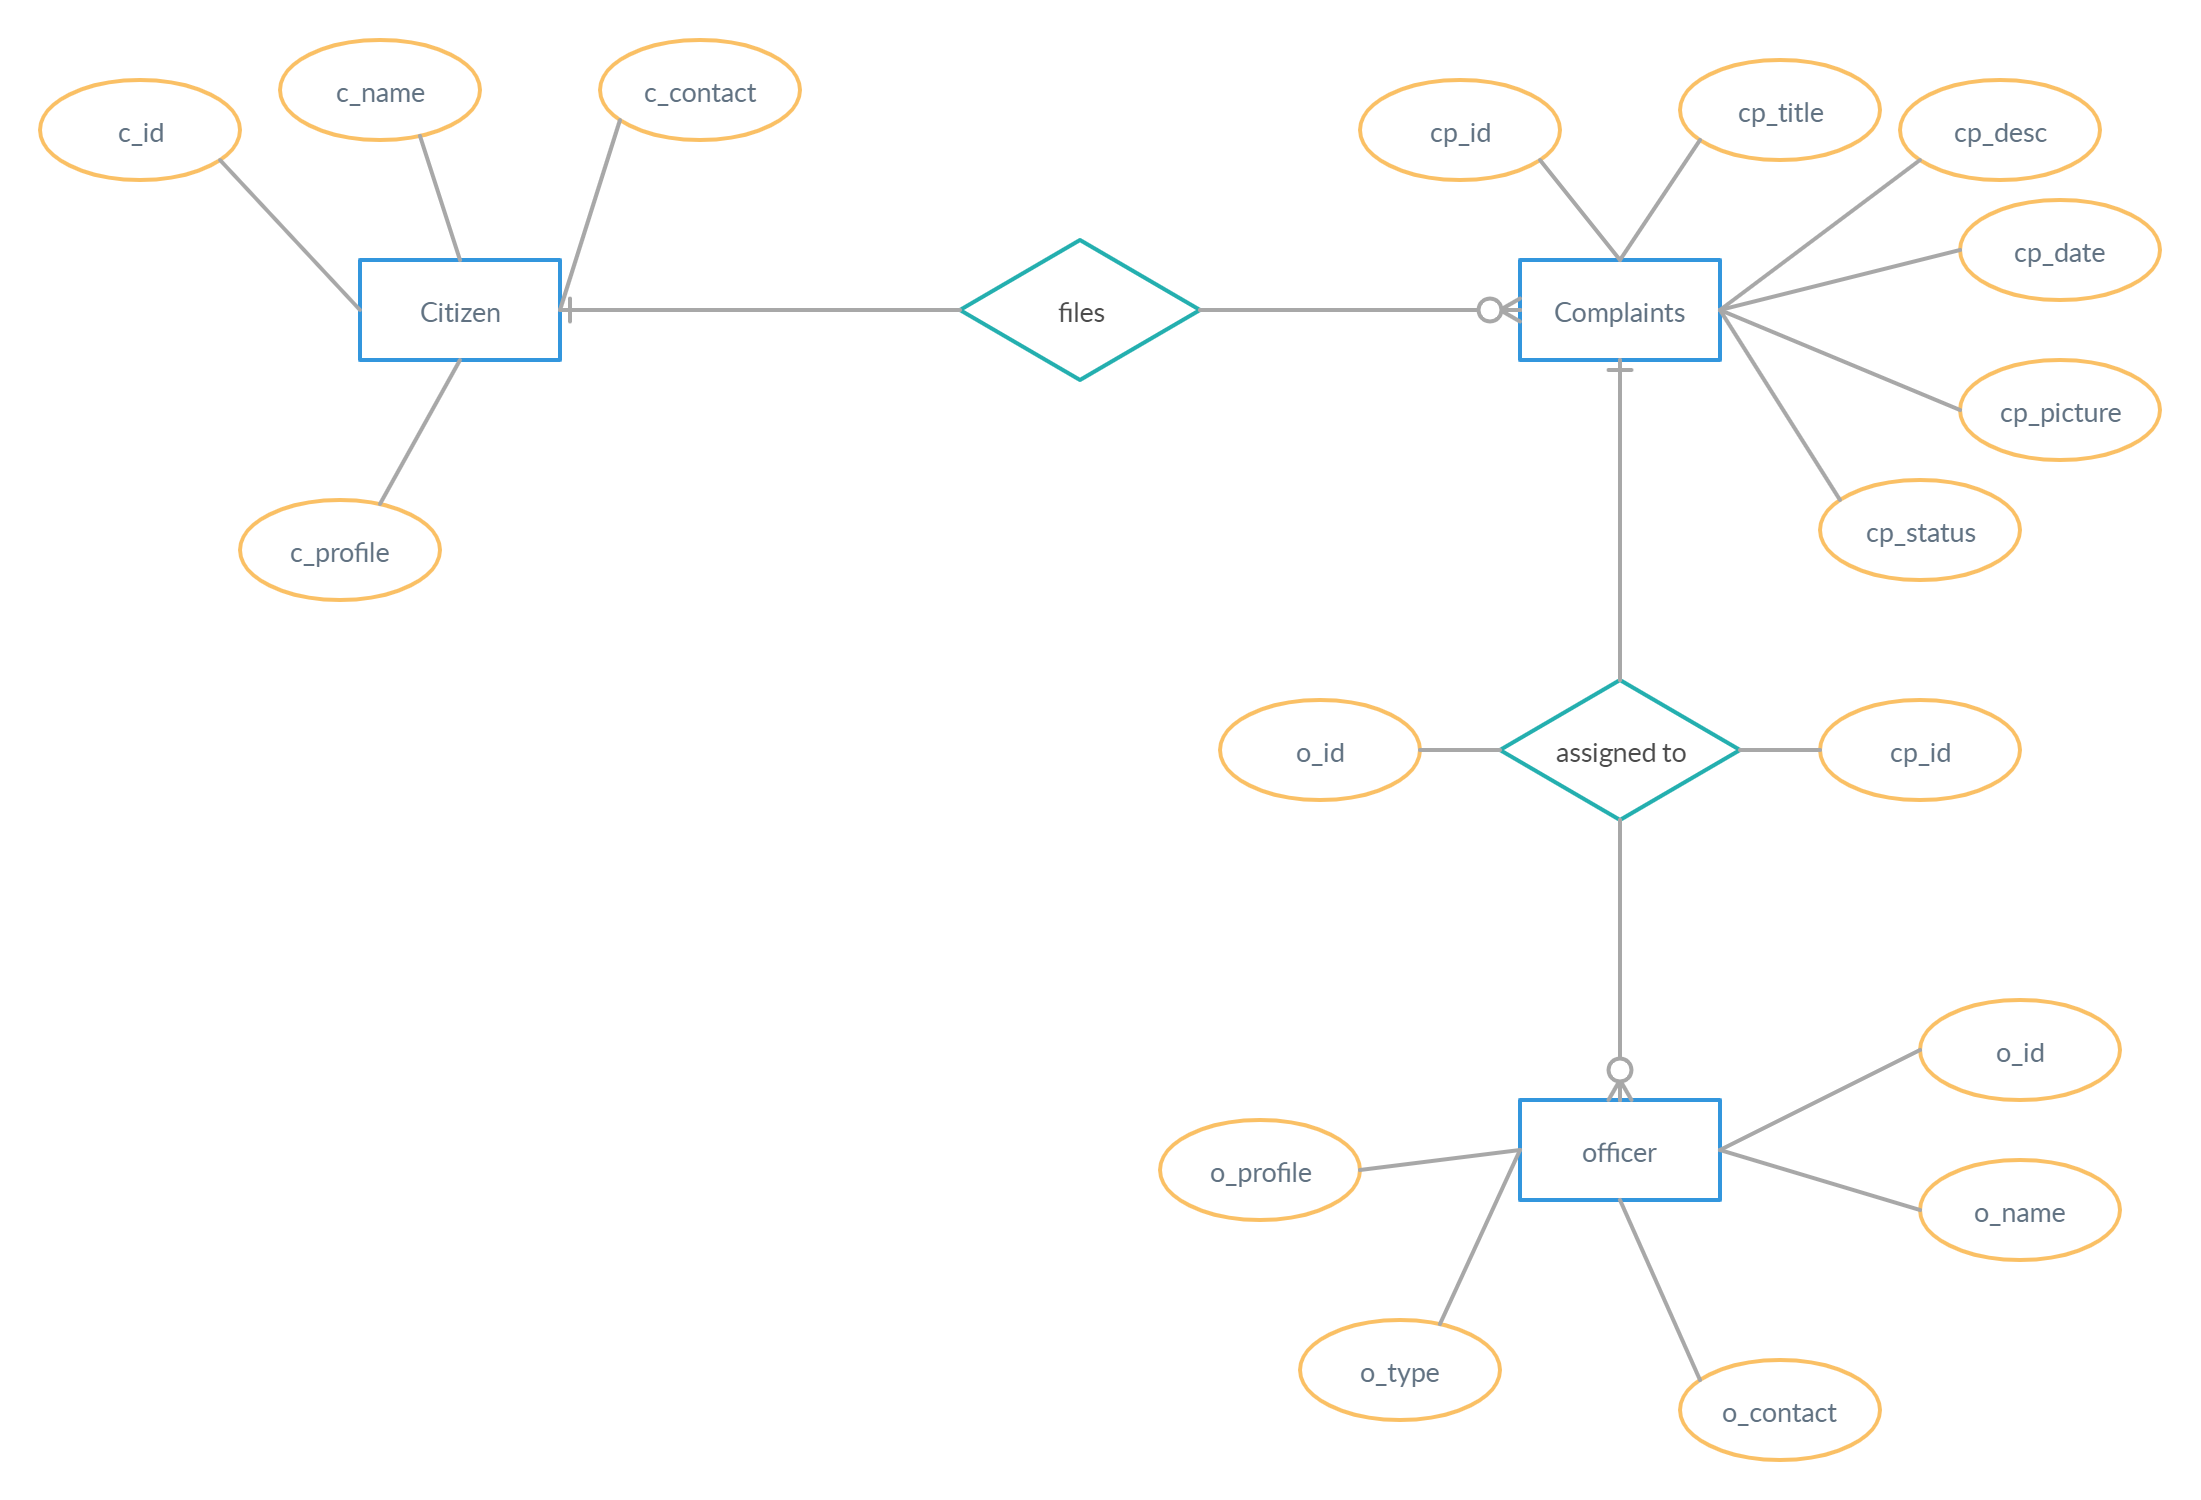 c_name
c_contact
c_id
cp_title
cp_id
cp_desc
cp_date
Citizen
files
Complaints
cp_picture
cp_status
c_profile
o_id
assigned to
cp_id
o_id
officer
o_profile
o_name
o_type
o_contact